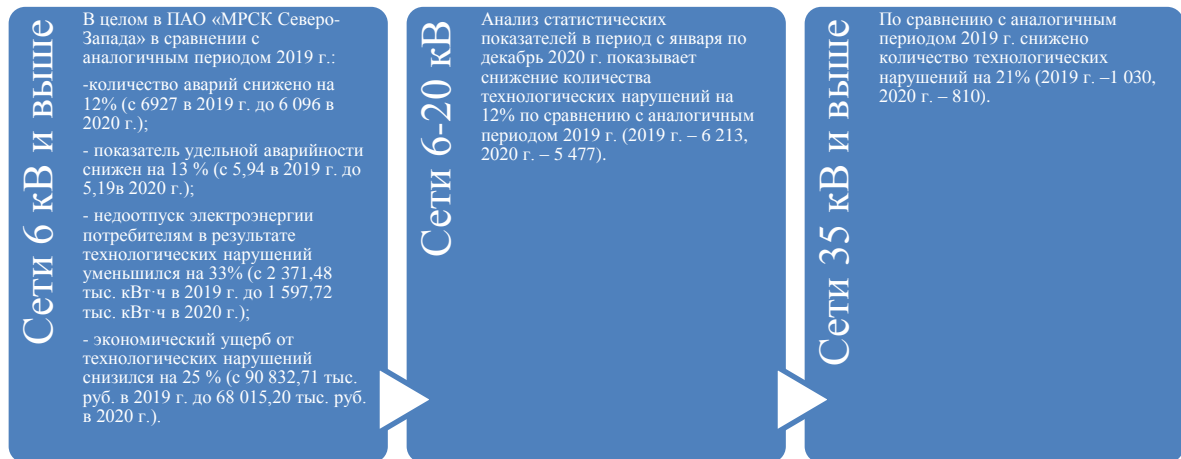 Сети 6 кВ и выше
В целом в ПАО «МРСК Северо-
Запада» в сравнении с
аналогичным периодом 2019 г.:
-количество аварий снижено на
12% (с 6927 в 2019 г. до 6 096 в
2020 г.);
- показатель удельной аварийности
снижен на 13 % (с 5,94 в 2019 г. до
5,19в 2020 г.);
- недоотпуск электроэнергии
потребителям в результате
технологических нарушений
уменьшился на 33% (с 2 371,48
тыс. кВт·ч в 2019 г. до 1 597,72
тыс. кВт·ч в 2020 г.);
- экономический ущерб от
технологических нарушений
снизился на 25 % (с 90 832,71 тыс.
руб. в 2019 г. до 68 015,20 тыс. руб.
в 2020 г.).
Сети 6-20 кВ
Анализ статистических
показателей в период с января по
декабрь 2020 г. показывает
снижение количества
технологических нарушений на
12% по сравнению с аналогичным
периодом 2019 г. (2019 г. – 6 213,
2020 г. – 5 477).
Сети 35 кВ и выше
По сравнению с аналогичным
периодом 2019 г. снижено
количество технологических
нарушений на 21% (2019 г. –1 030,
2020 г. – 810).